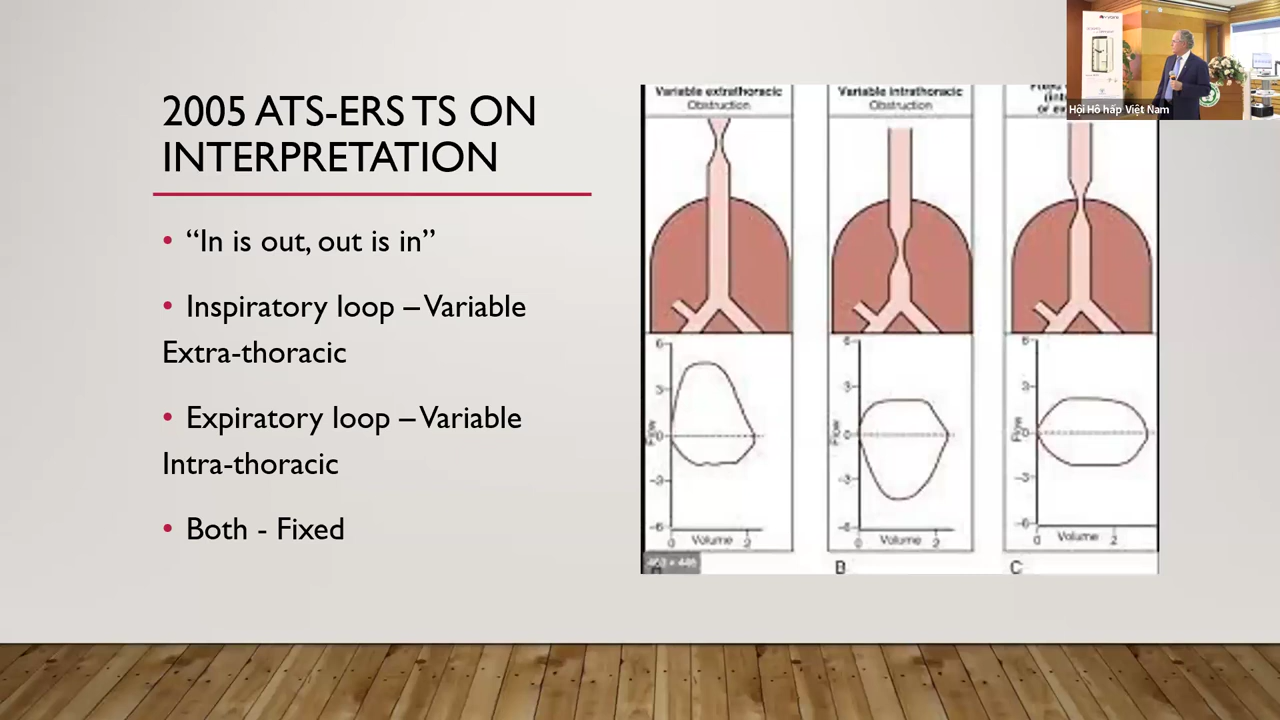 2005 ATS-ERS TS ON
INTERPRETATION
• “In is out, out is in”
• Inspiratory loop – Variable
Extra-thoracic
• Expiratory loop – Variable
Intra-thoracic
• Both - Fixed
Variable extrathoracic
Obstruction
Variable intrathoracic
Obstruction
6
3
0
-3
-6
Flow
0
Volume
2
6
3
0
-3
-6
Flow
0
Volume
2
6
3
0
-3
-6
Flow
0
Volume
2
B
C
Hội Hô hấp Việt Nam